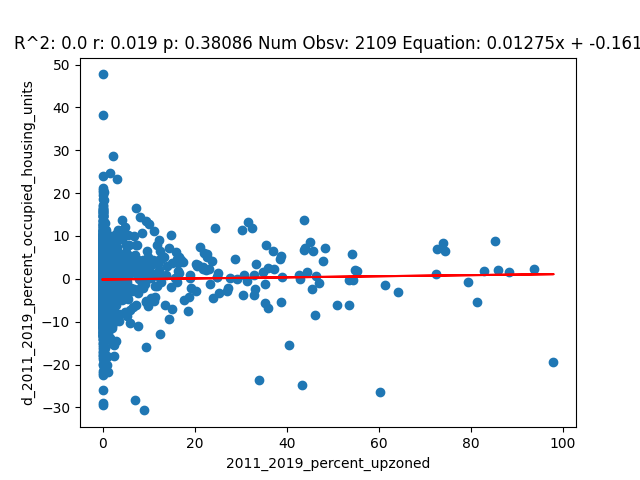 R^2: 0.0 r: 0.019 p: 0.38086 Num Obsv: 2109 Equation: 0.01275x + -0.161
50
40
30
20
10
0
−10
−20
−30
d_2011_2019_percent_occupied_housing_units
0 20 40 60 80 100
2011_2019_percent_upzoned